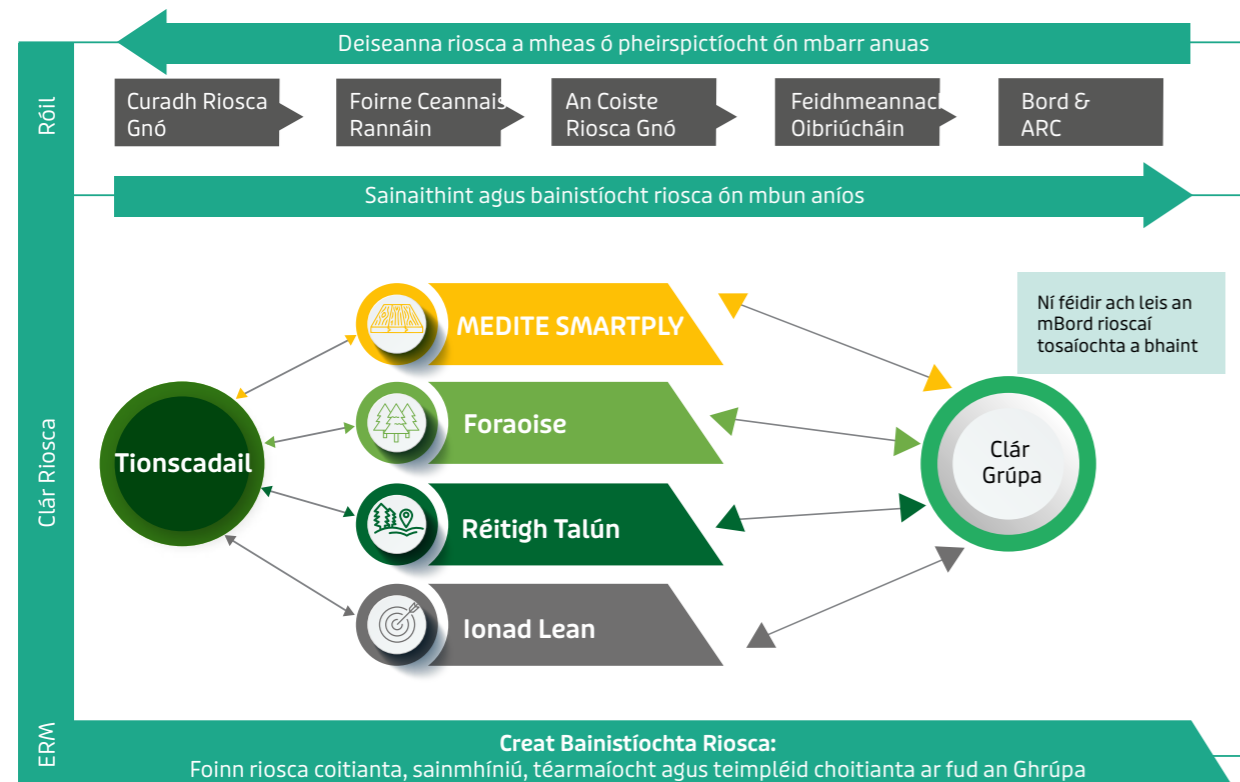 Deiseanna riosca a mheas ó pheirspictíocht ón mbarr anuas
Róil
Curadh Riosca
Gnó
Foirne Ceannais
Rannáin
An Coiste
Riosca Gnó
Feidhmeannach
Oibriúcháin
Bord &
ARC
Sainaithint agus bainistíocht riosca ón mbun aníos
Clár Riosca
Tionscadail
MEDITE SMARTPLY
Foraoise
Réitigh Talún
Ionad Lean
Ní féidir ach leis an
mBord rioscaí
tosaíochta a bhaint
Clár
Grúpa
ERM
Creat Bainistíochta Riosca:
Foinn riosca coitianta, sainmhíniú, téarmaíocht agus teimpléid choitianta ar fud an Ghrúpa